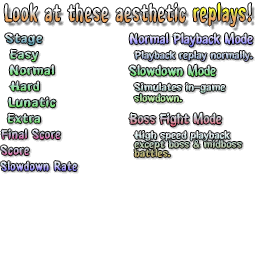 Look at these aesthetic replays!
Stage
Easy
Normal
Hard
Lunatic
Extra
Final Score
Score
Slowdown Rate
Normal Playback Mode
Playback replay normally.
Slowdown Mode
Simulates in-game
slowdown.
Boss Fight Mode
High speed playback
except boss & midboss
battles.